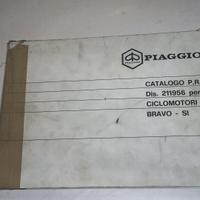 PIAGGIO
CATALOGO P.R.
Dis. 211956 per
CICLOMOTORI
BRAVO - SI